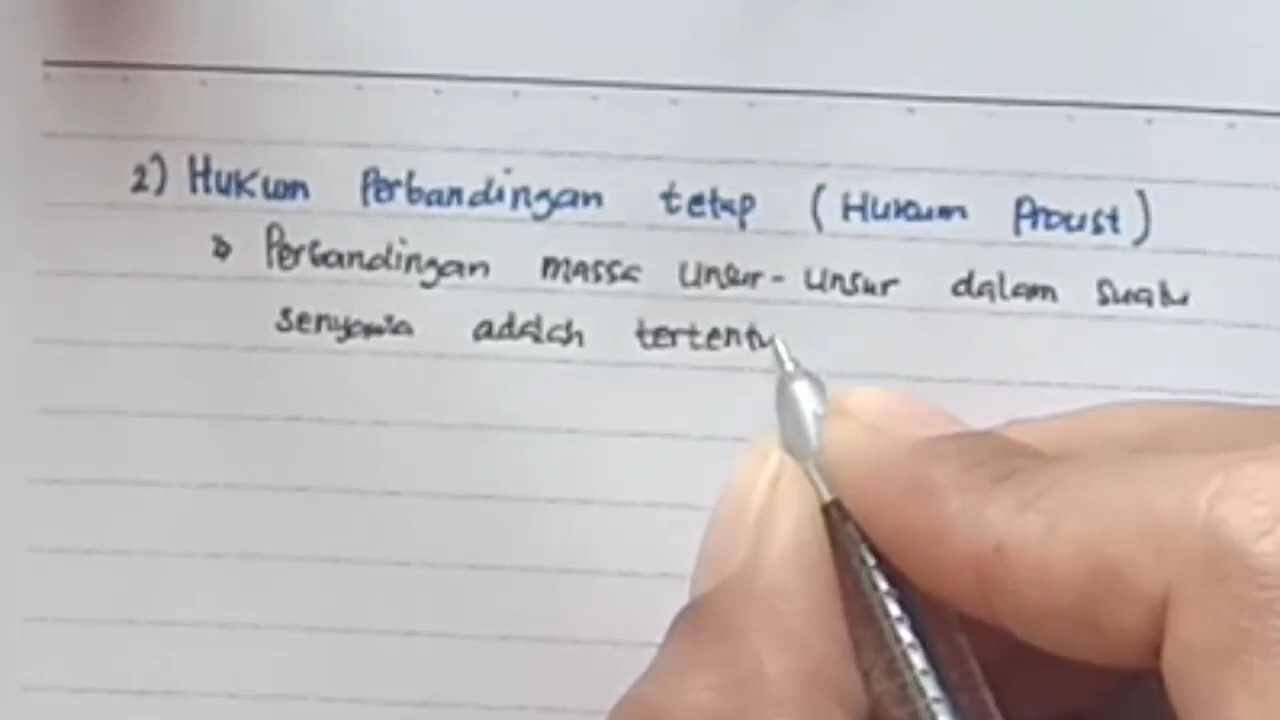 2) Hukum Perbandingan tetap (Hukum Proust)
Perbandingan massa unsur-unsur dalam suatu
senyawa adalah tertentu